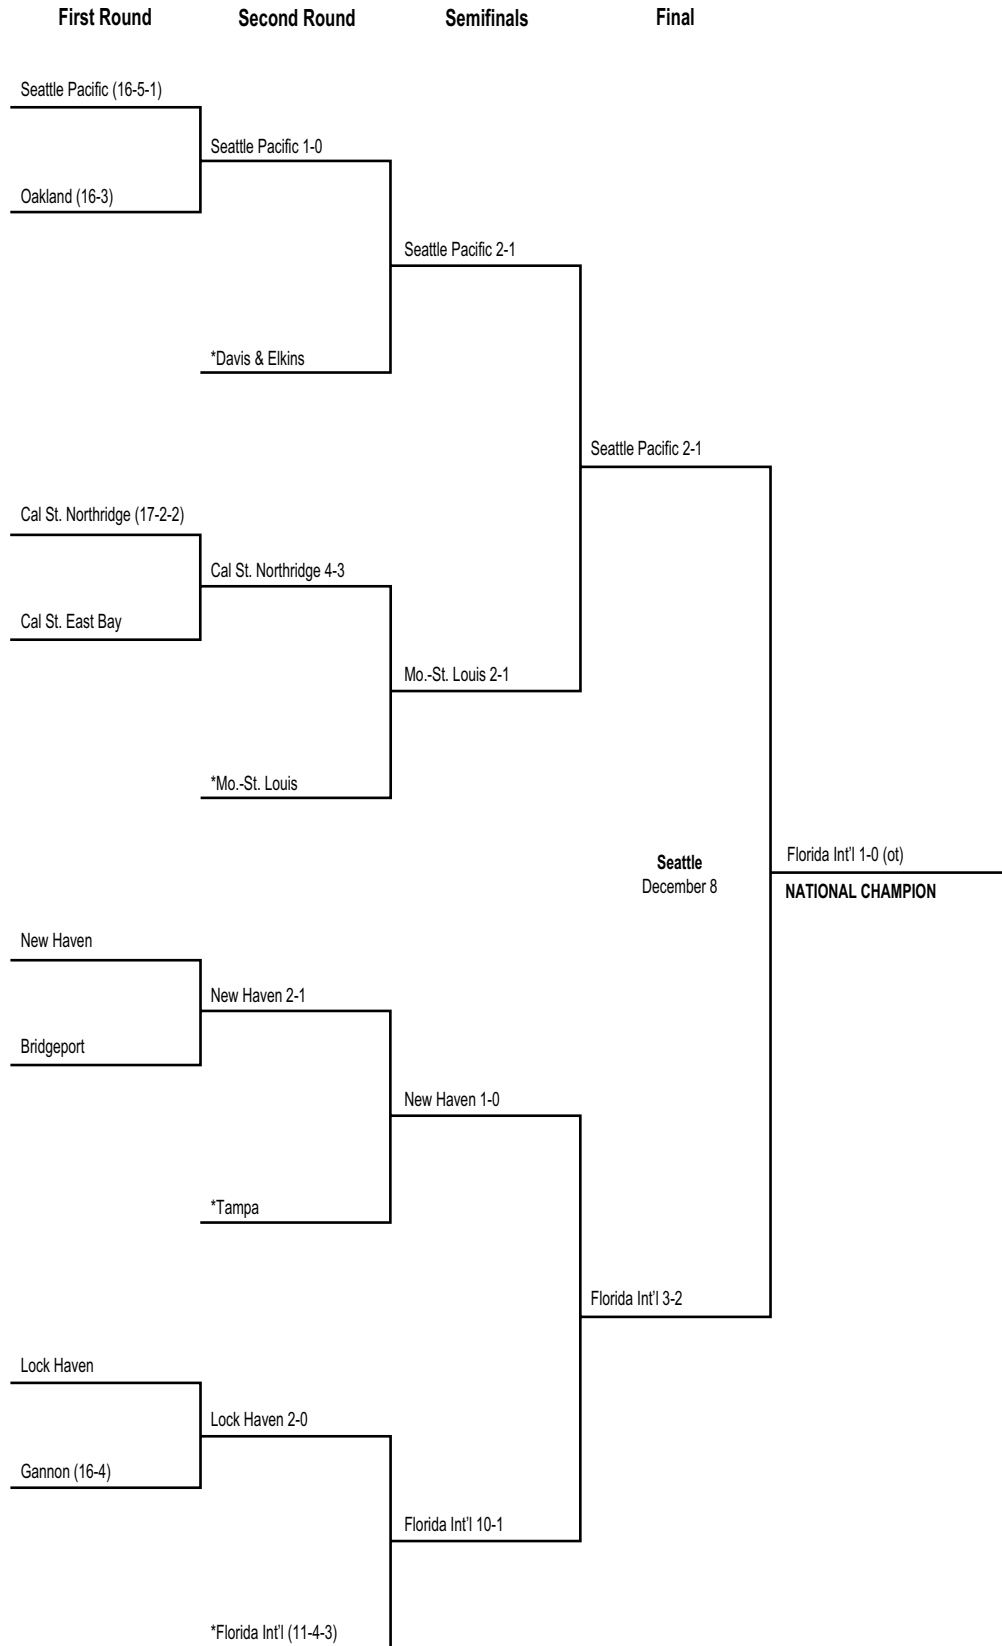 First Round Second Round Semifinals Final
Seattle Pacific (16-5-1)
Seattle Pacific 1-0
Oakland (16-3)
Seattle Pacific 2-1
*Davis & Elkins
Seattle Pacific 2-1
Cal St. Northridge (17-2-2)
Cal St. Northridge 4-3
Cal St. East Bay
Mo.-St. Louis 2-1
*Mo.-St. Louis
Seattle
December 8
Florida Int'l 1-0 (ot)
NATIONAL CHAMPION
New Haven
New Haven 2-1
Bridgeport
New Haven 1-0
*Tampa
Florida Int'l 3-2
Lock Haven
Lock Haven 2-0
Gannon (16-4)
Florida Int'l 10-1
*Florida Int'l (11-4-3)